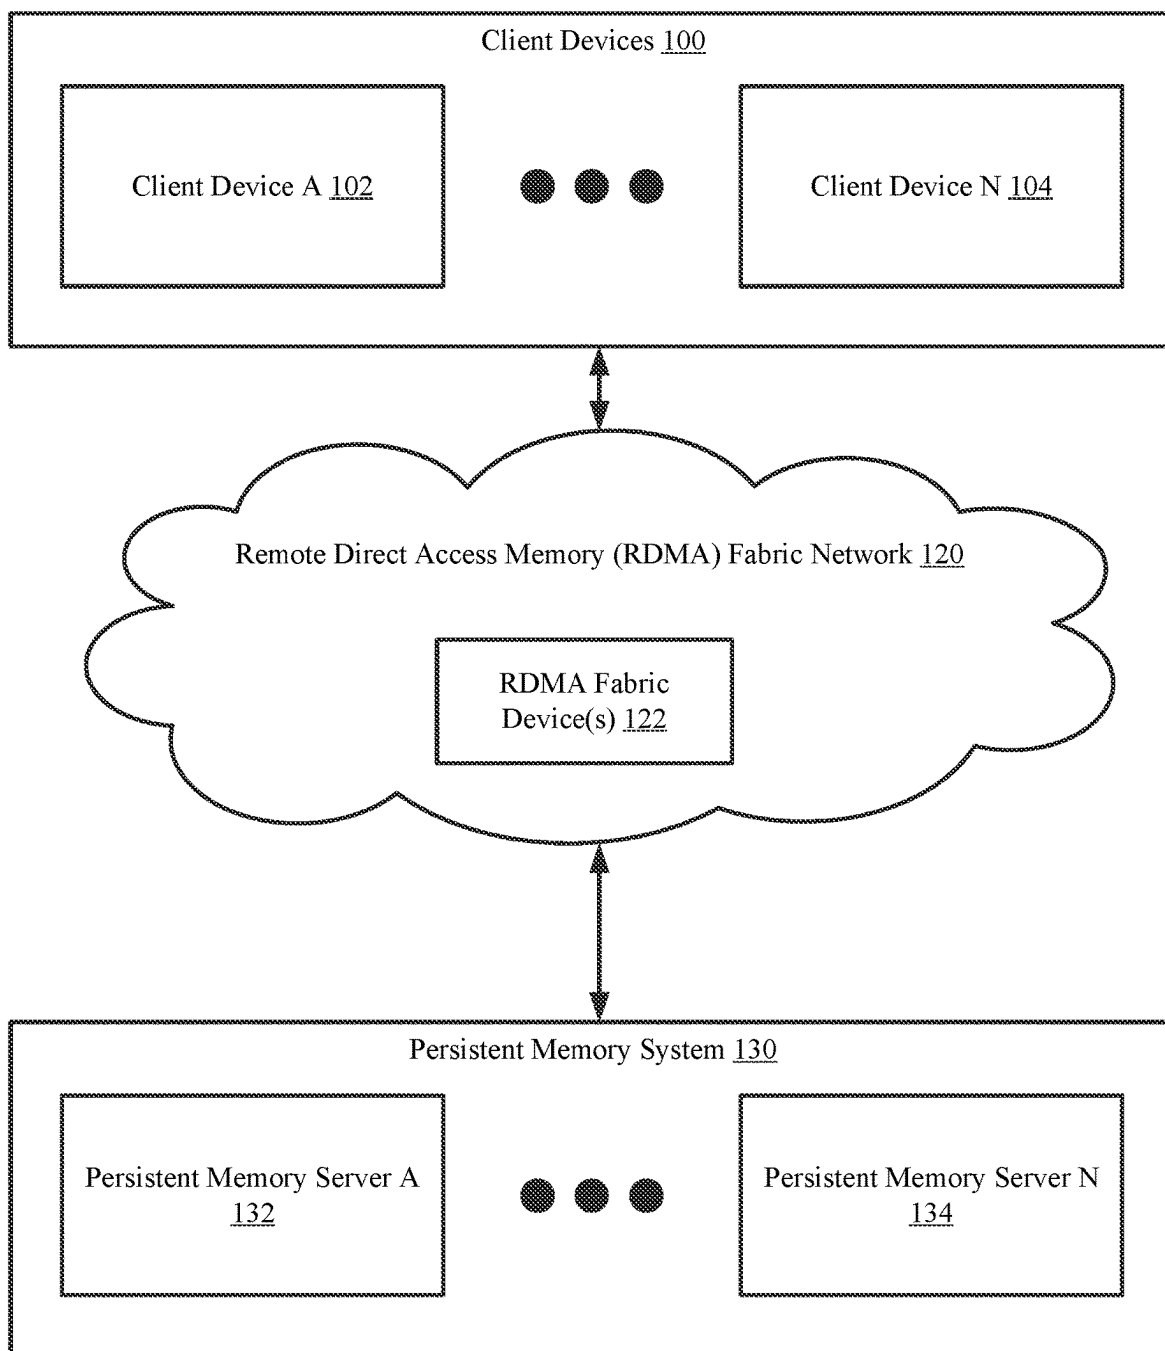 Client Devices 100
Client Device A 102
Client Device N 104
Remote Direct Access Memory (RDMA) Fabric Network 120
RDMA Fabric
Device(s) 122
Persistent Memory System 130
Persistent Memory Server A
132
Persistent Memory Server N
134